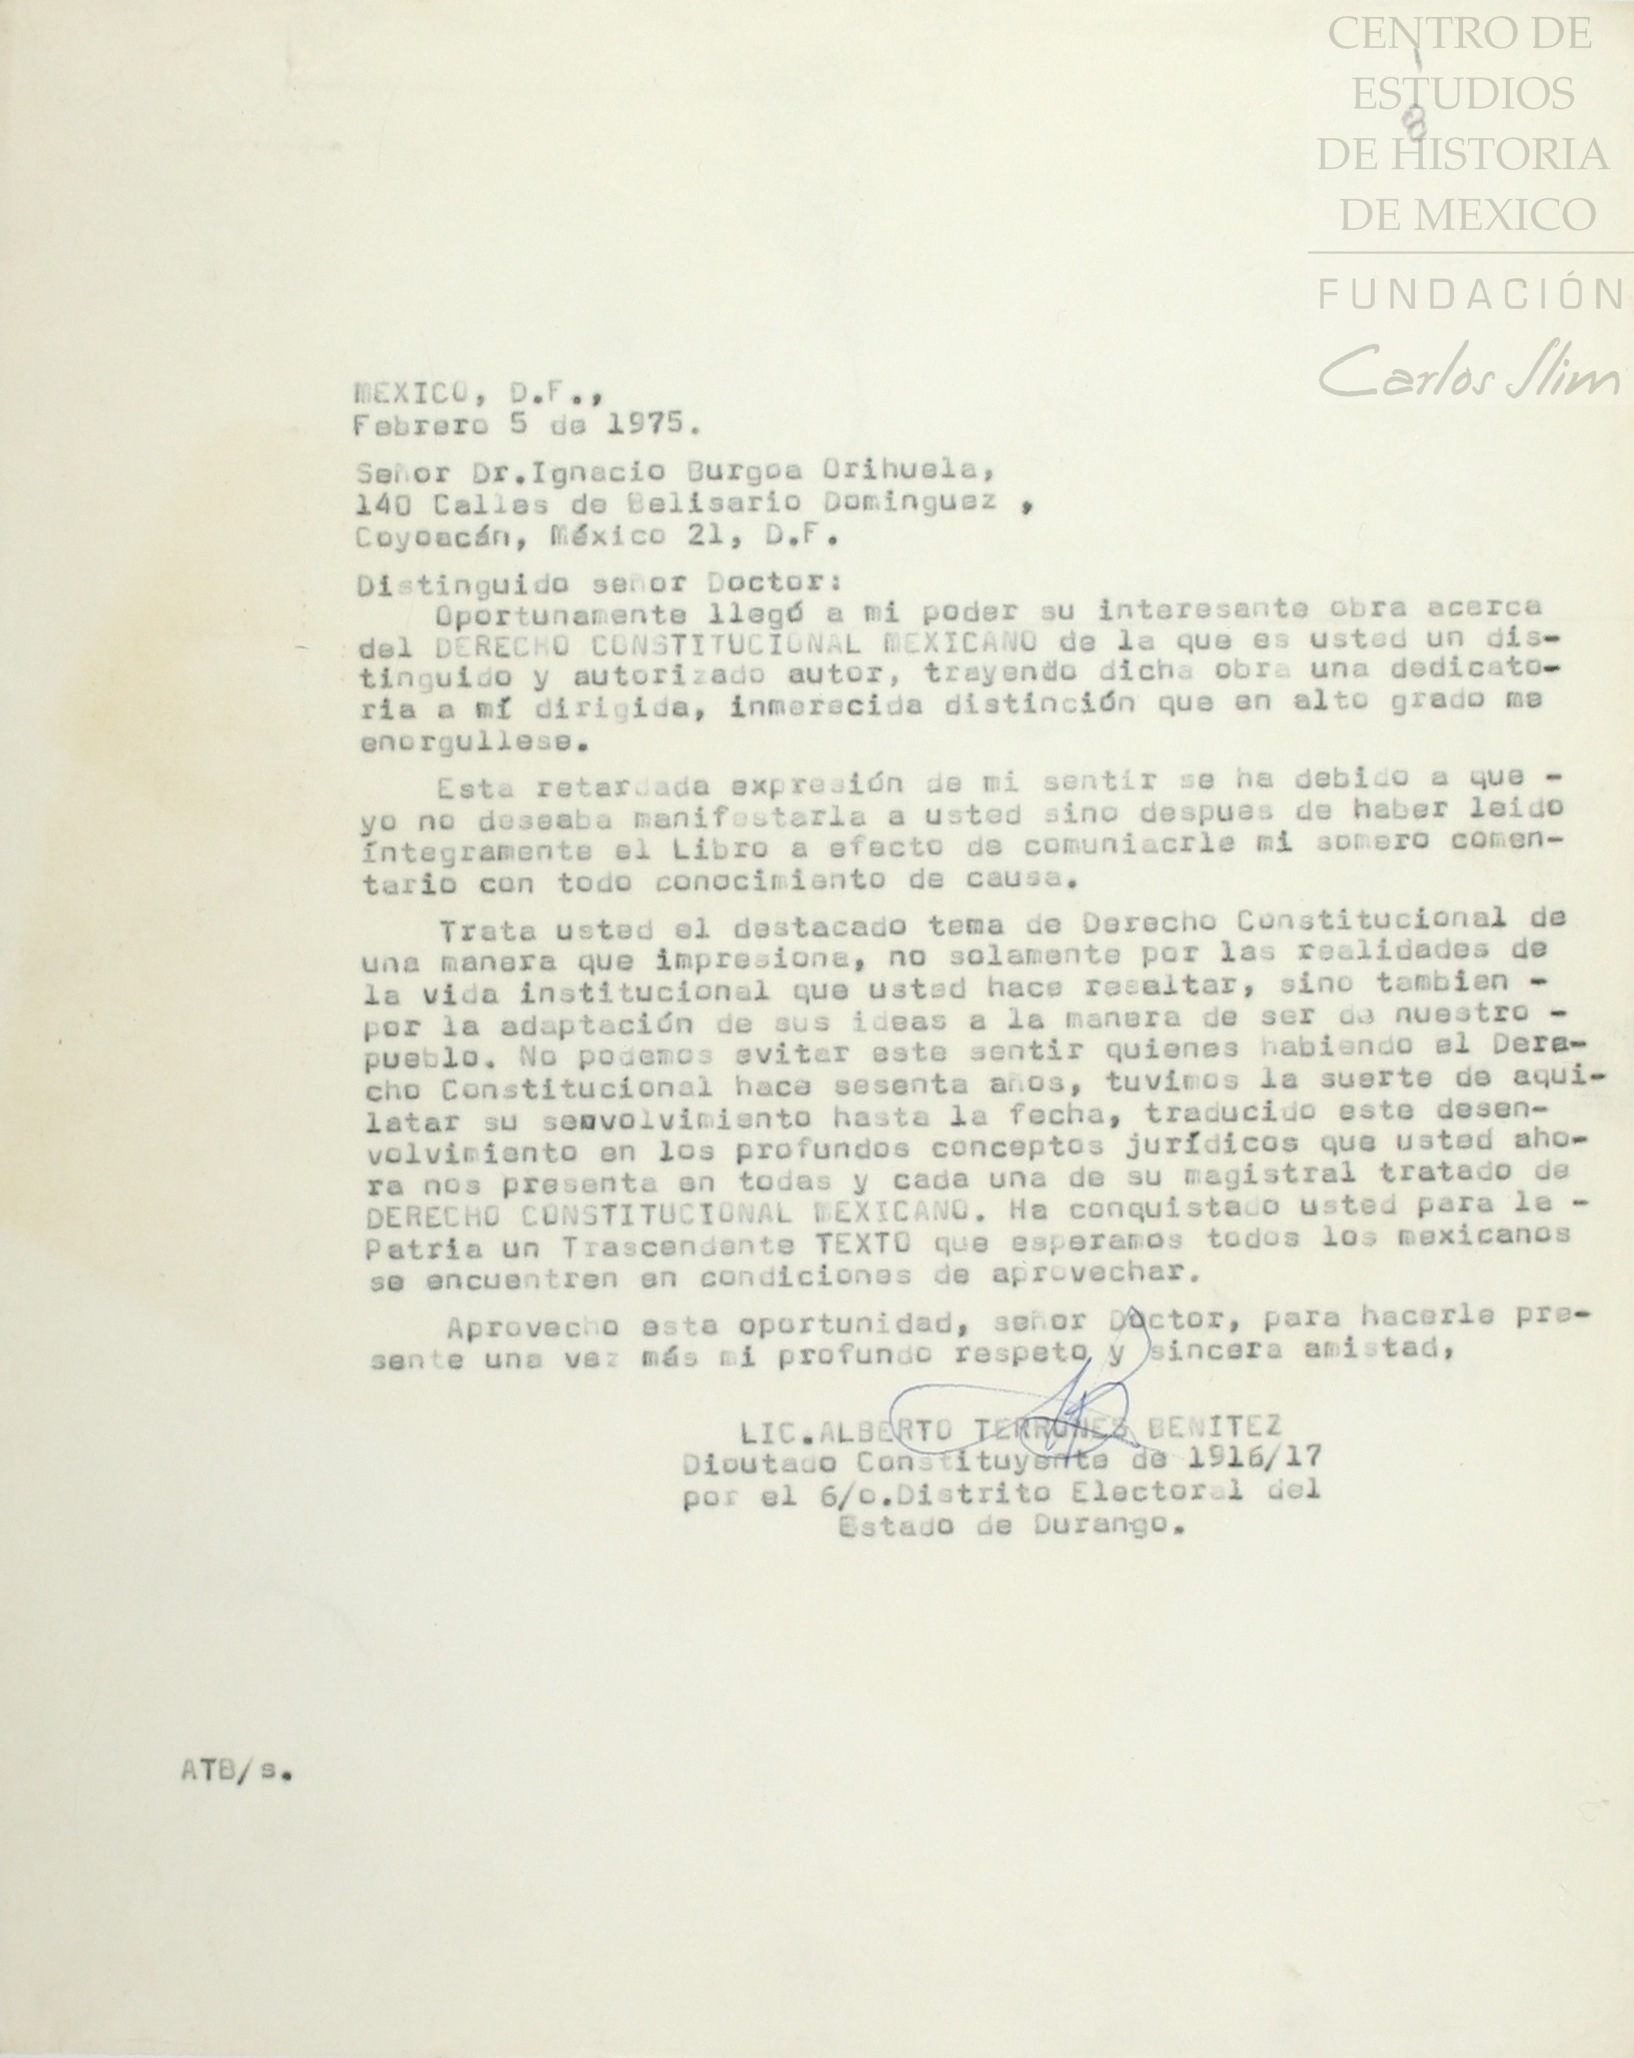 CENTRO DE
ESTUDIOS
DE HISTORIA
DE MEXICO
FUNDACIÓN
Carlos Slim
8
MEXICO, D.F.,
Febrero 5 de 1975.
Señor Dr.Ignacio Burgoa Orihuela,
140 Calles de Belisario Dominguez ,
Coyoacán, México 21, D.F.
Distinguido señor Doctor:
Oportunamente llegó a mi poder su interesante obra acerca
del DERECHO CONSTITUCIONAL MEXICANO de la que es usted un dis-
tinguido y autorizado autor, trayendo dicha obra una dedicato-
ria a mí dirigida, inmerecida distinción que en alto grado me
enorgullese.
Esta retardada expresión de mi sentir se ha debido a que -
yo no deseaba manifestarla a usted sino despues de haber leido
íntegramente el Libro a efecto de comuniacrle mi somero comen-
tario con todo conocimiento de causa.
Trata usted el destacado tema de Derecho Constitucional de
una manera que impresiona, no solamente por las realidades de
la vida institucional que usted hace resaltar, sino tambien -
por la adaptación de sus ideas a la manera de ser de nuestro -
pueblo. No podemos evitar este sentir quienes habiendo el Dere-
cho Constitucional hace sesenta años, tuvimos la suerte de aqui-
latar su senvolvimiento hasta la fecha, traducido este desen-
volvimiento en los profundos conceptos jurídicos que usted aho-
ra nos presenta en todas y cada una de su magistral tratado de
DERECHO CONSTITUCIONAL MEXICANO. Ha conquistado usted para la -
Patria un Trascendente TEXTO que esperamos todos los mexicanos
se encuentren en condiciones de aprovechar.
Aprovecho esta oportunidad, señor Doctor, para hacerle pre-
sente una vez más mi profundo respeto y sincera amistad,
LIC.ALBERTO TERRONES BENITEZ
Diputado Constituyente de 1916/17
por el 6/o.Distrito Electoral del
Estado de Durango.
ATB/s.